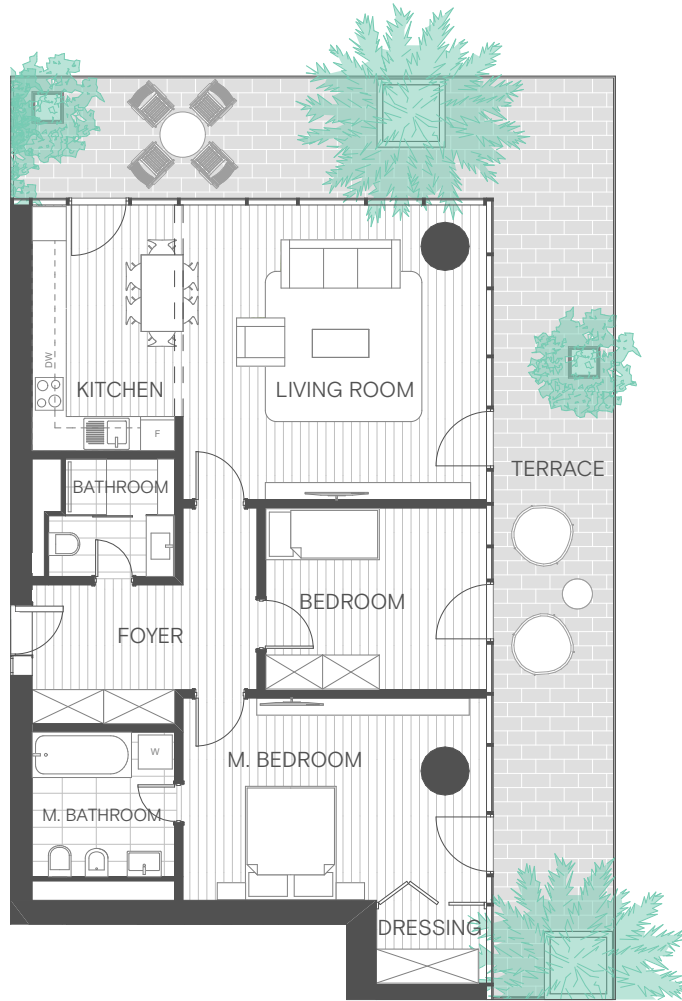 DW
KITCHEN
LIVING ROOM
F
TERRACE
BATHROOM
BEDROOM
FOYER
W
M. BEDROOM
M. BATHROOM
DRESSING